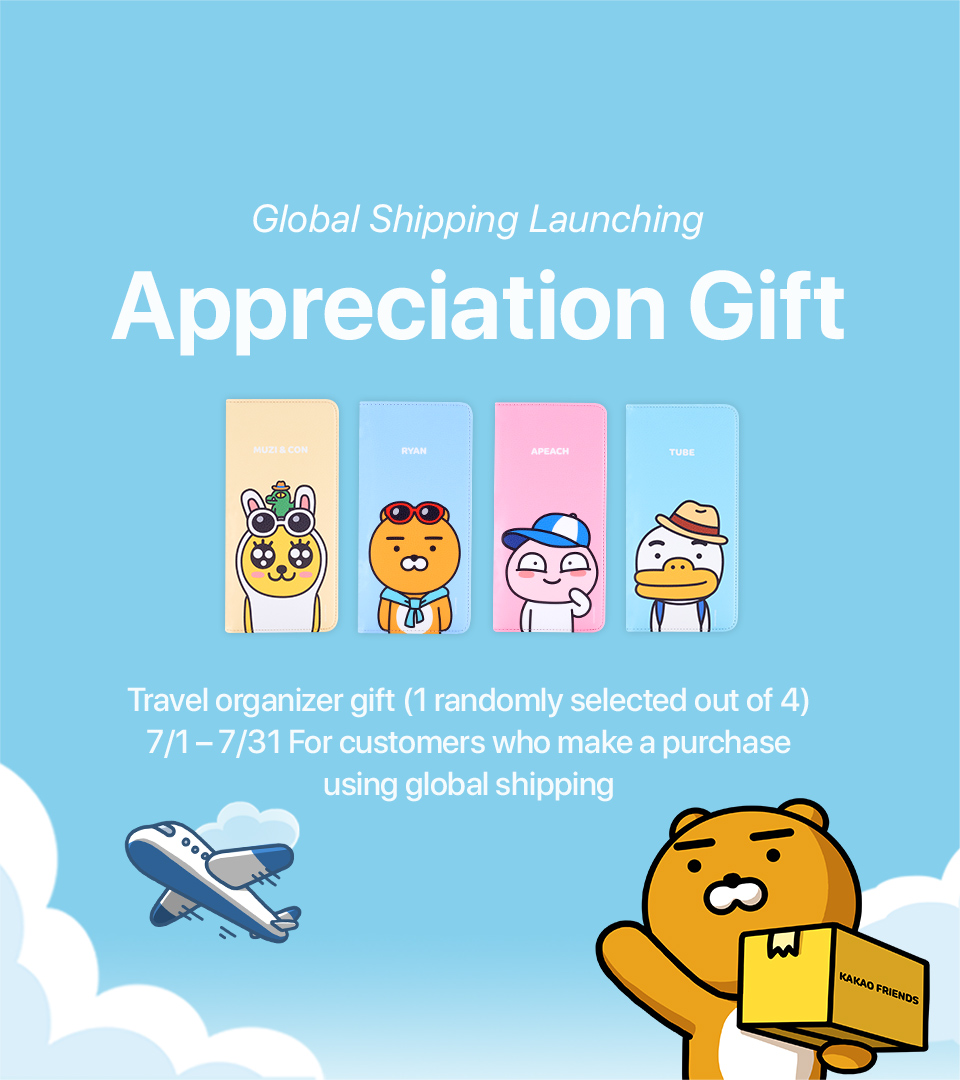 Global Shipping Launching
Appreciation Gift
MUZI & CON
RYAN
APEACH
TUBE
Travel organizer gift (1 randomly selected out of 4)
7/1 – 7/31 For customers who make a purchase
using global shipping
KAKAO FRIENDS